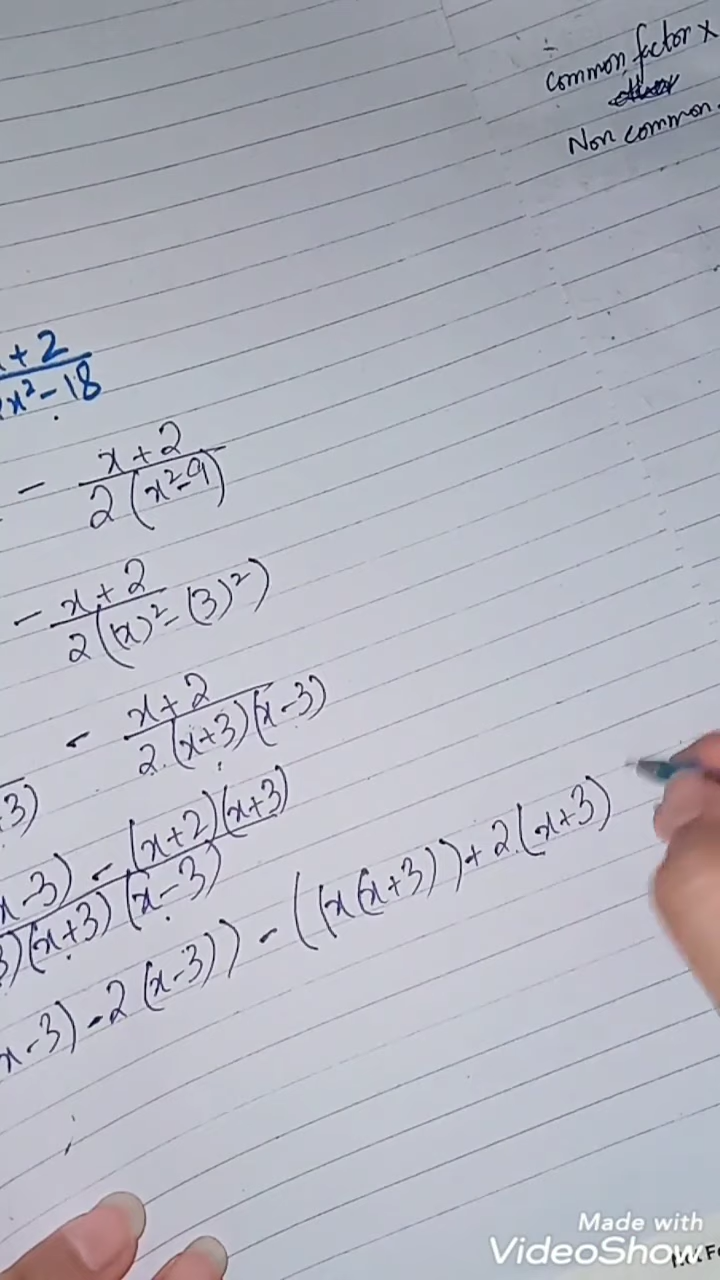 common factor x
Non common.
x+2
2x²-18
- x+2
2(x²-9)
- x+2
2((x)²-(3)²)
- x+2
2.(x+3)(x-3)
+3)
x-3) - (x+2)(x+3)
3)(x+3)(x-3)
x-3)-2(x-3)) - ((x(x+3))+2.(x+3)
Made with
VideoShow